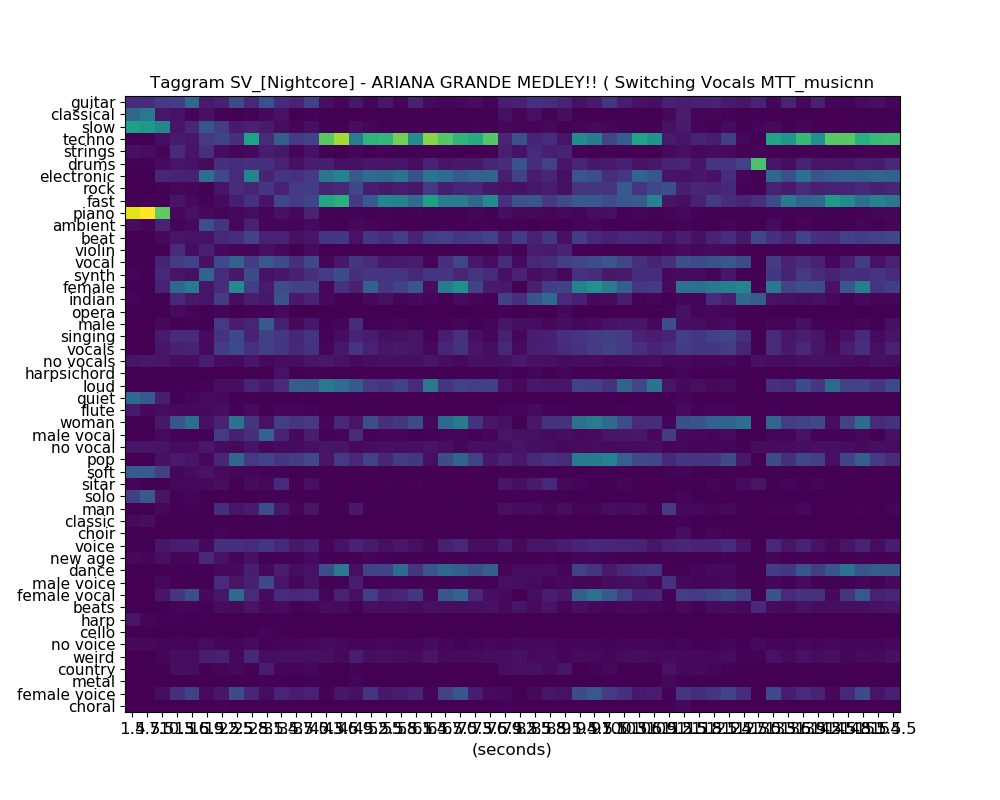 Taggram SV_[Nightcore] - ARIANA GRANDE MEDLEY!! ( Switching Vocals MTT_musicnn
guitar
classical
slow
techno
strings
drums
electronic
rock
fast
piano
ambient
beat
violin
vocal
synth
female
indian
opera
male
singing
vocals
no vocals
harpsichord
loud
quiet
flute
woman
male vocal
no vocal
pop
soft
sitar
solo
man
classic
choir
voice
new age
dance
male voice
female vocal
beats
harp
cello
no voice
weird
country
metal
female voice
choral
(seconds)